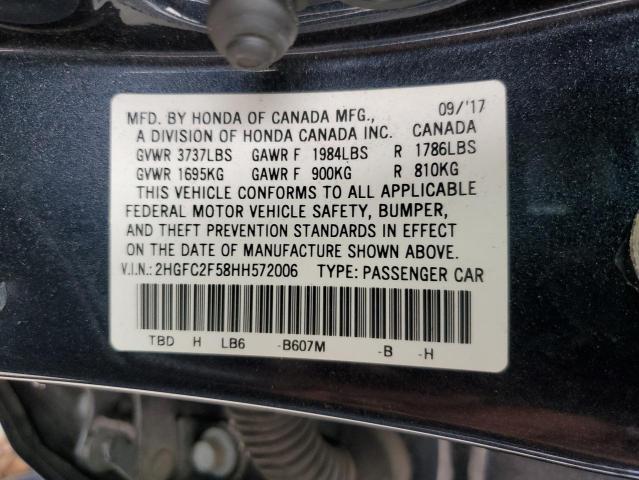 MFD. BY HONDA OF CANADA MFG., 09/'17
A DIVISION OF HONDA CANADA INC. CANADA
GVWR 3737LBS GAWR F 1984LBS R 1786LBS
GVWR 1695KG GAWR F 900KG R 810KG
THIS VEHICLE CONFORMS TO ALL APPLICABLE
FEDERAL MOTOR VEHICLE SAFETY, BUMPER,
AND THEFT PREVENTION STANDARDS IN EFFECT
ON THE DATE OF MANUFACTURE SHOWN ABOVE.
V.I.N.: 2HGFC2F58HH572006 TYPE: PASSENGER CAR
TBD H LB6 -B607M -B -H